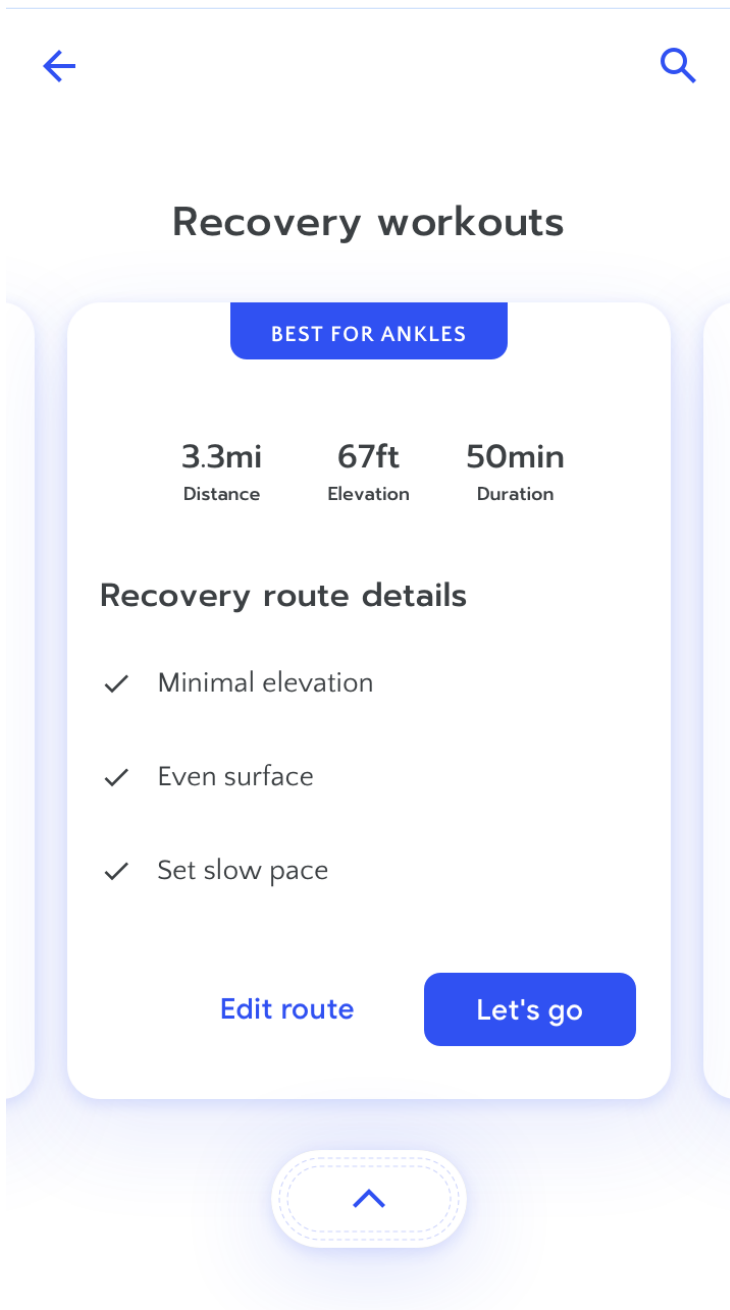 Recovery workouts
BEST FOR ANKLES
3.3mi 67ft 50min
Distance Elevation Duration
Recovery route details
Minimal elevation
Even surface
Set slow pace
Edit route Let's go